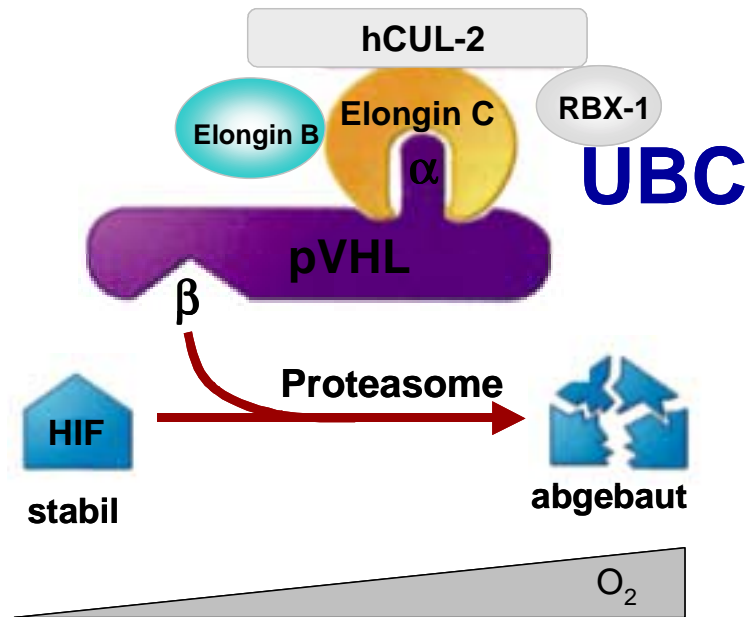 hCUL-2
Elongin B
Elongin C
RBX-1
UBC
α
pVHL
β
Proteasome
HIF
stabil
abgebaut
O₂